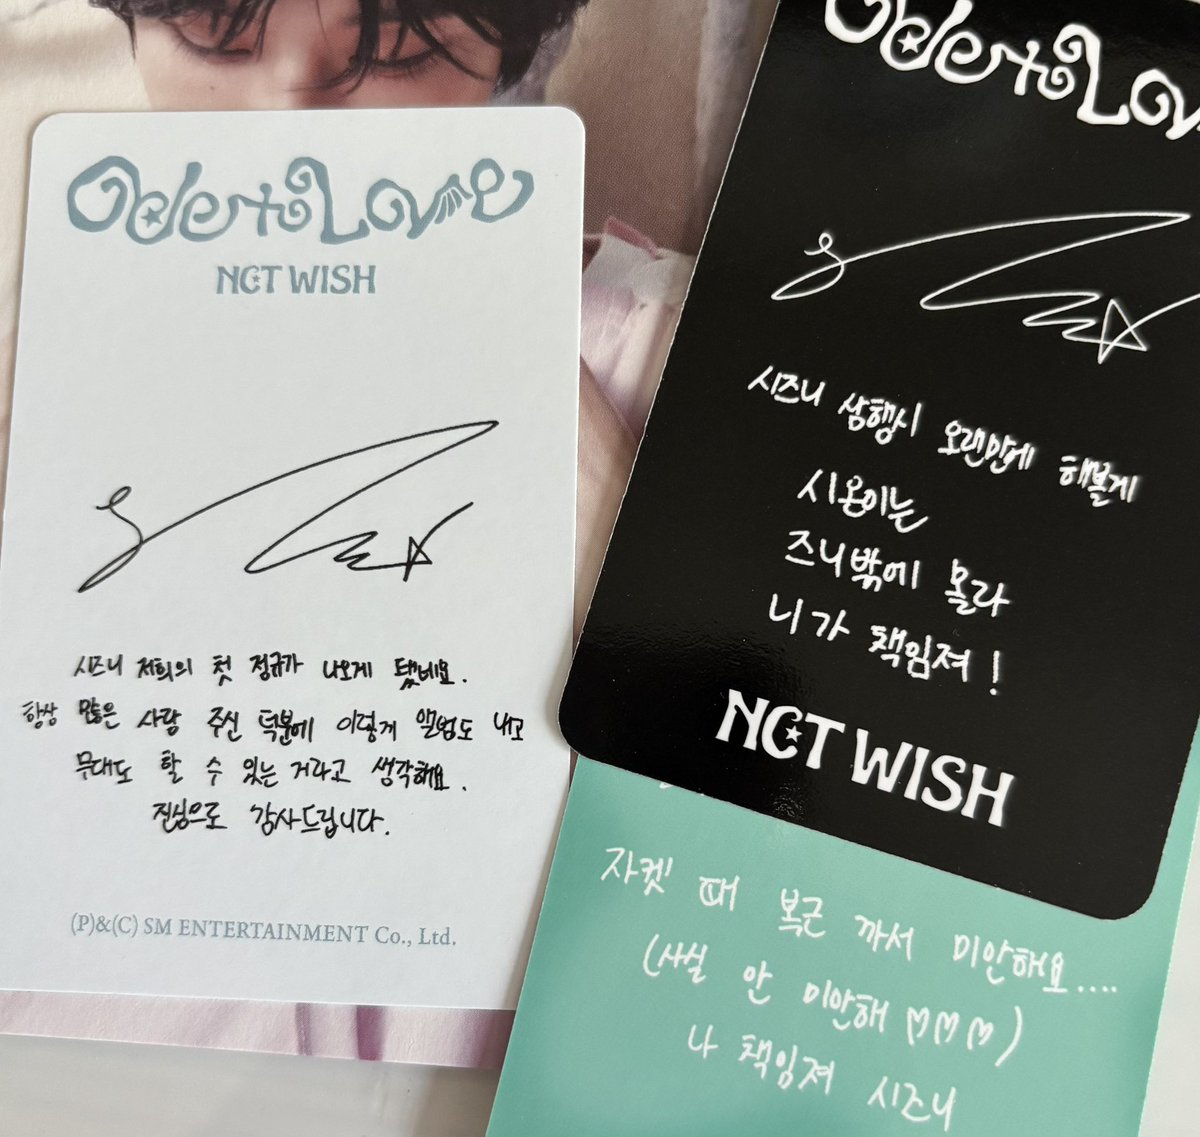 Ode to Love
NCT WISH
시즈니 저희의 첫 정규가 나오게 됐네요.
항상 많은 사랑 주신 덕분에 이렇게 앨범도 내고
무대도 할 수 있는 거라고 생각해요.
진심으로 감사드립니다.
(P)&(C) SM ENTERTAINMENT Co., Ltd.
Ode to Lov
시즈니 삼행시 오랜만에 해볼게
시온이는
즈니밖에 몰라
니가 책임져!
NCT WISH
자켓 때 복근 까서 미안해요....
(사실 안 미안해 ♡♡♡)
나 책임져 시즈니